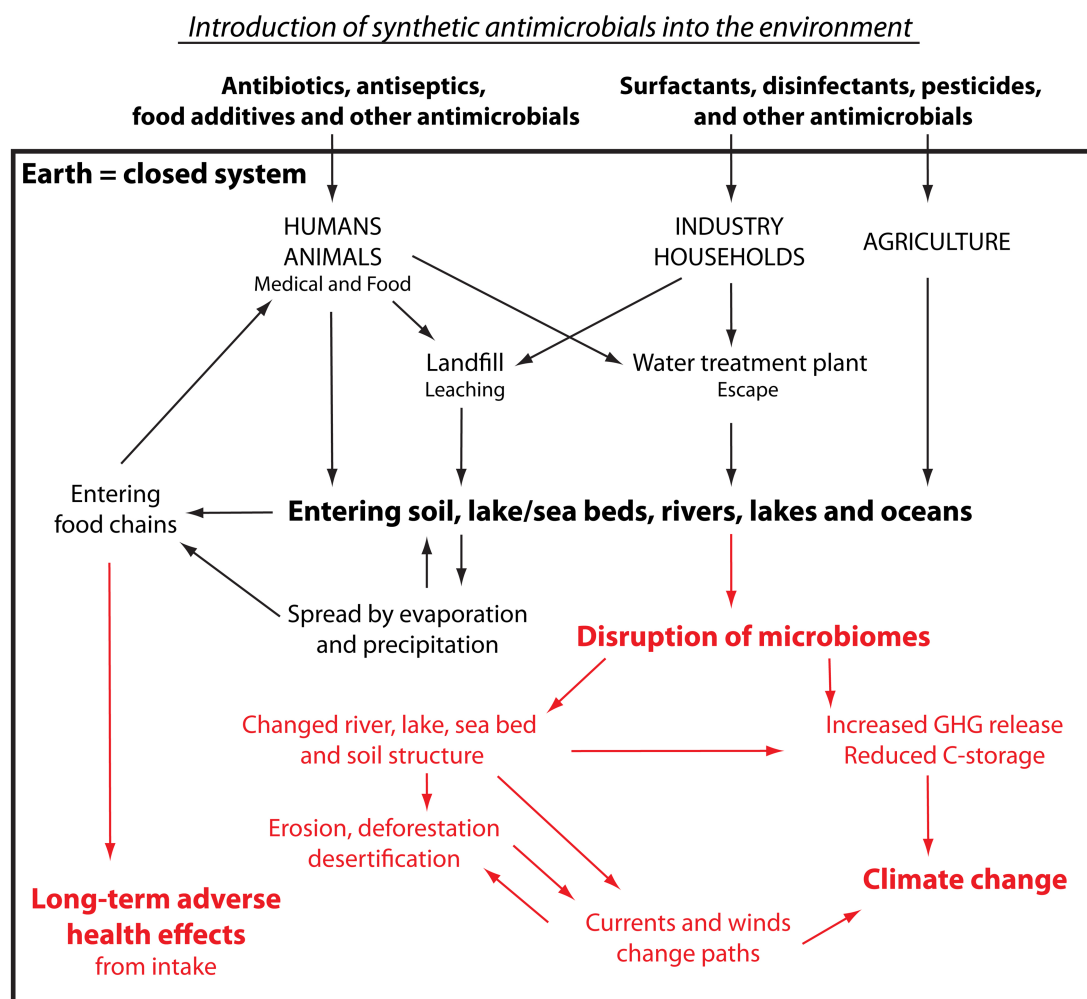 Introduction of synthetic antimicrobials into the environment
Antibiotics, antiseptics,
food additives and other antimicrobials
Surfactants, disinfectants, pesticides,
and other antimicrobials
Earth = closed system
HUMANS
ANIMALS
Medical and Food
INDUSTRY
HOUSEHOLDS
AGRICULTURE
Landfill
Leaching
Water treatment plant
Escape
Entering
food chains
Entering soil, lake/sea beds, rivers, lakes and oceans
Spread by evaporation
and precipitation
Disruption of microbiomes
Changed river, lake, sea bed
and soil structure
Increased GHG release
Reduced C-storage
Erosion, deforestation
desertification
Climate change
Long-term adverse
health effects
from intake
Currents and winds
change paths